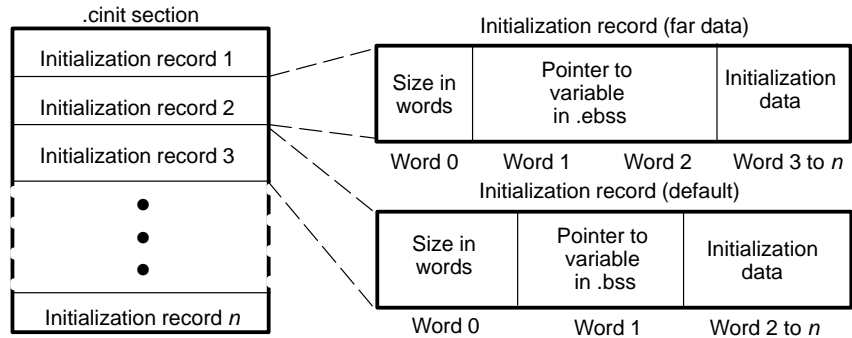 .cinit section
Initialization record 1
Initialization record 2
Initialization record 3
Initialization record n
Initialization record (far data)
Size in
words
Pointer to
variable
in .ebss
Initialization
data
Word 0
Word 1
Word 2
Word 3 to n
Initialization record (default)
Size in
words
Pointer to
variable
in .bss
Initialization
data
Word 0
Word 1
Word 2 to n